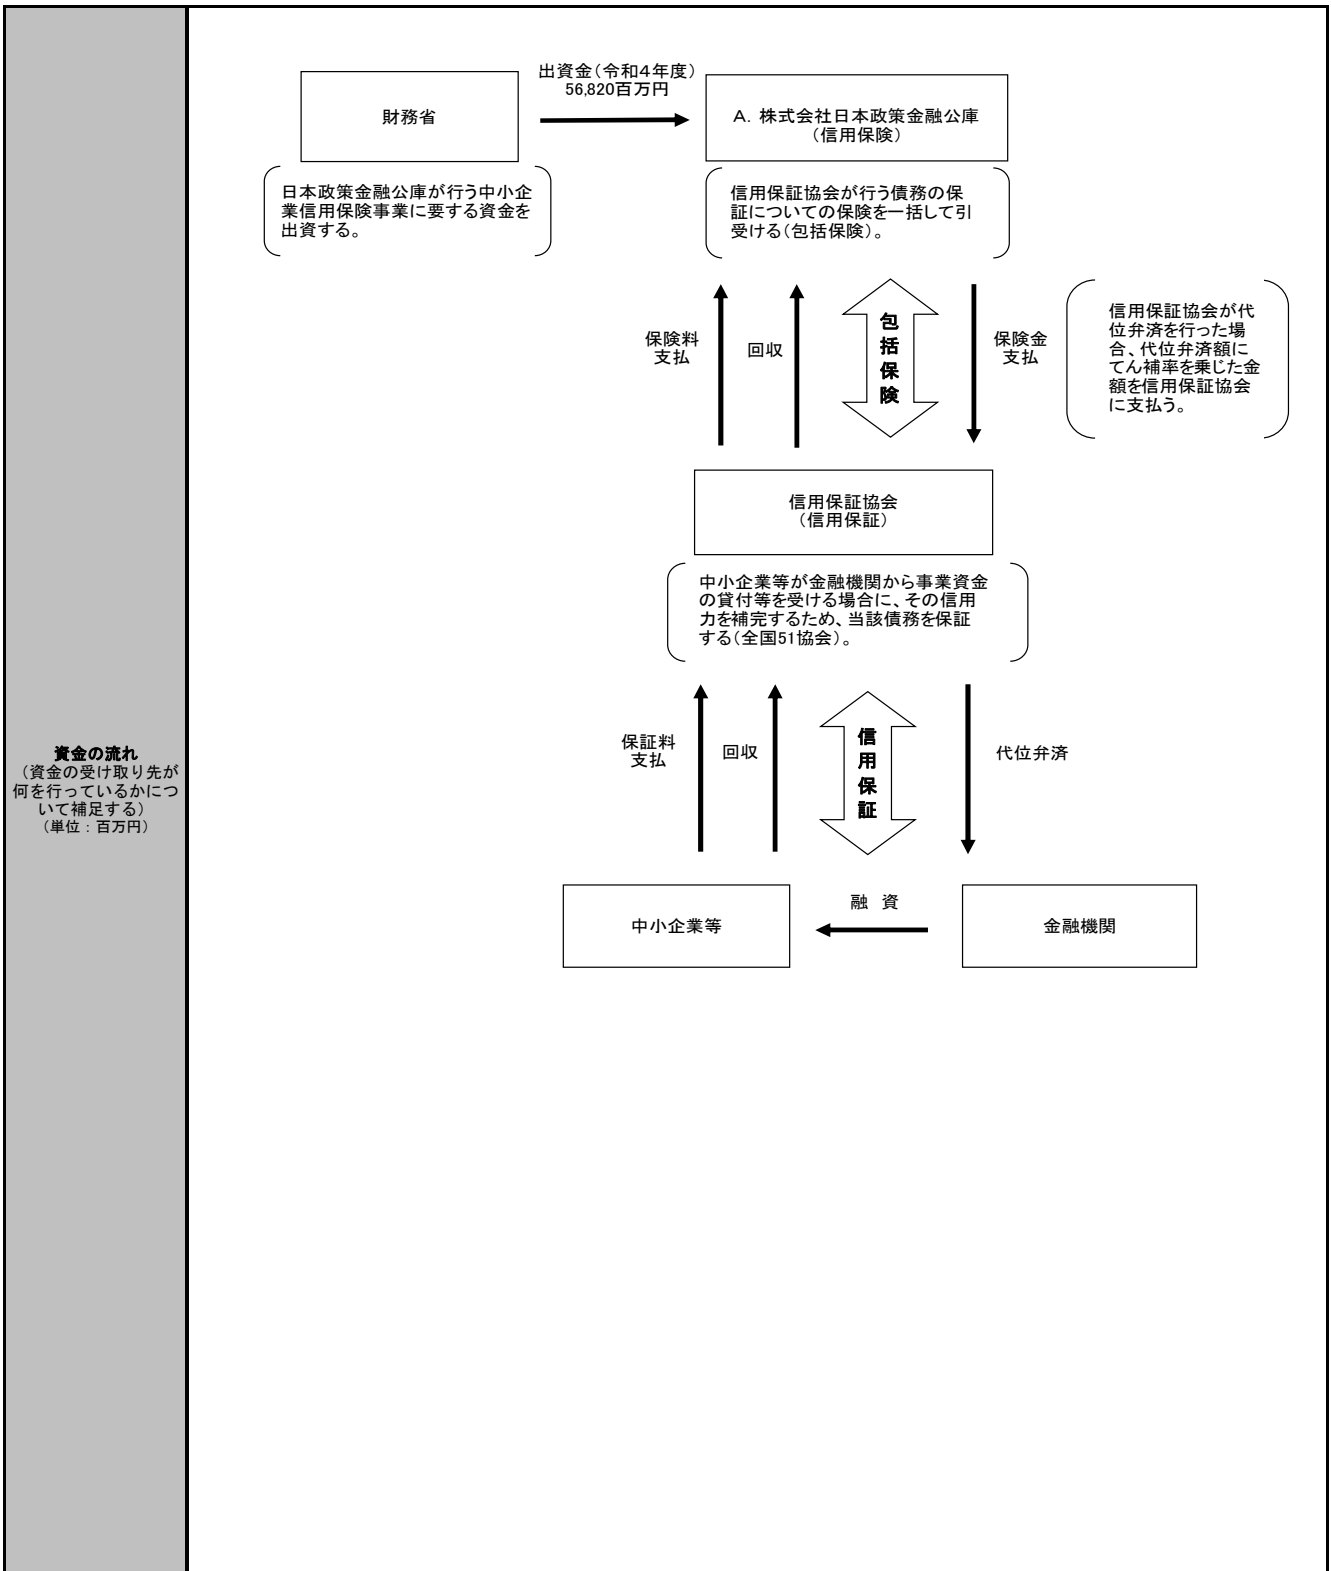 資金の流れ
（資金の受け取り先が
何を行っているかにつ
いて補足する）
（単位：百万円）
財務省
出資金（令和４年度）
56,820百万円
Ａ．株式会社日本政策金融公庫
（信用保険）
日本政策金融公庫が行う中小企
業信用保険事業に要する資金を
出資する。
信用保証協会が行う債務の保
証についての保険を一括して引
受ける（包括保険）。
保険料
支払
回収
包括保険
保険金
支払
信用保証協会が代
位弁済を行った場
合、代位弁済額に
てん補率を乗じた金
額を信用保証協会
に支払う。
信用保証協会
（信用保証）
中小企業等が金融機関から事業資金
の貸付等を受ける場合に、その信用
力を補完するため、当該債務を保証
する（全国51協会）。
保証料
支払
回収
信用保証
代位弁済
中小企業等
融　資
金融機関